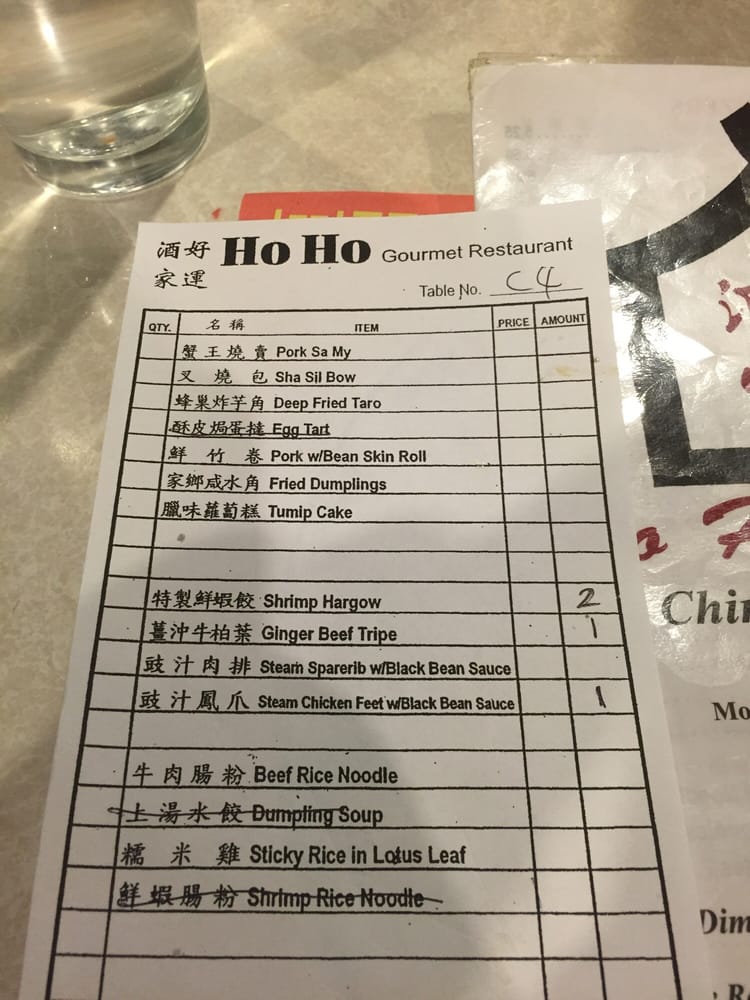 酒好 Ho Ho Gourmet Restaurant
家運
Table No. C4
QTY. 名稱 ITEM PRICE AMOUNT
蟹王燒賣 Pork Sa My
叉燒包 Sha Sil Bow
蜂巢炸芋角 Deep Fried Taro
酥皮焗蛋撻 Egg Tart
鮮竹卷 Pork w/Bean Skin Roll
家鄉咸水角 Fried Dumplings
臘味蘿蔔糕 Turnip Cake
特製鮮蝦餃 Shrimp Hargow 2
薑沖牛柏葉 Ginger Beef Tripe 1
豉汁肉排 Steam Sparerib w/Black Bean Sauce
豉汁鳳爪 Steam Chicken Feet w/Black Bean Sauce 1
牛肉腸粉 Beef Rice Noodle
上湯水餃 Dumpling Soup
糯米雞 Sticky Rice in Lotus Leaf
鮮蝦腸粉 Shrimp Rice Noodle
Chin
Mo
Dim